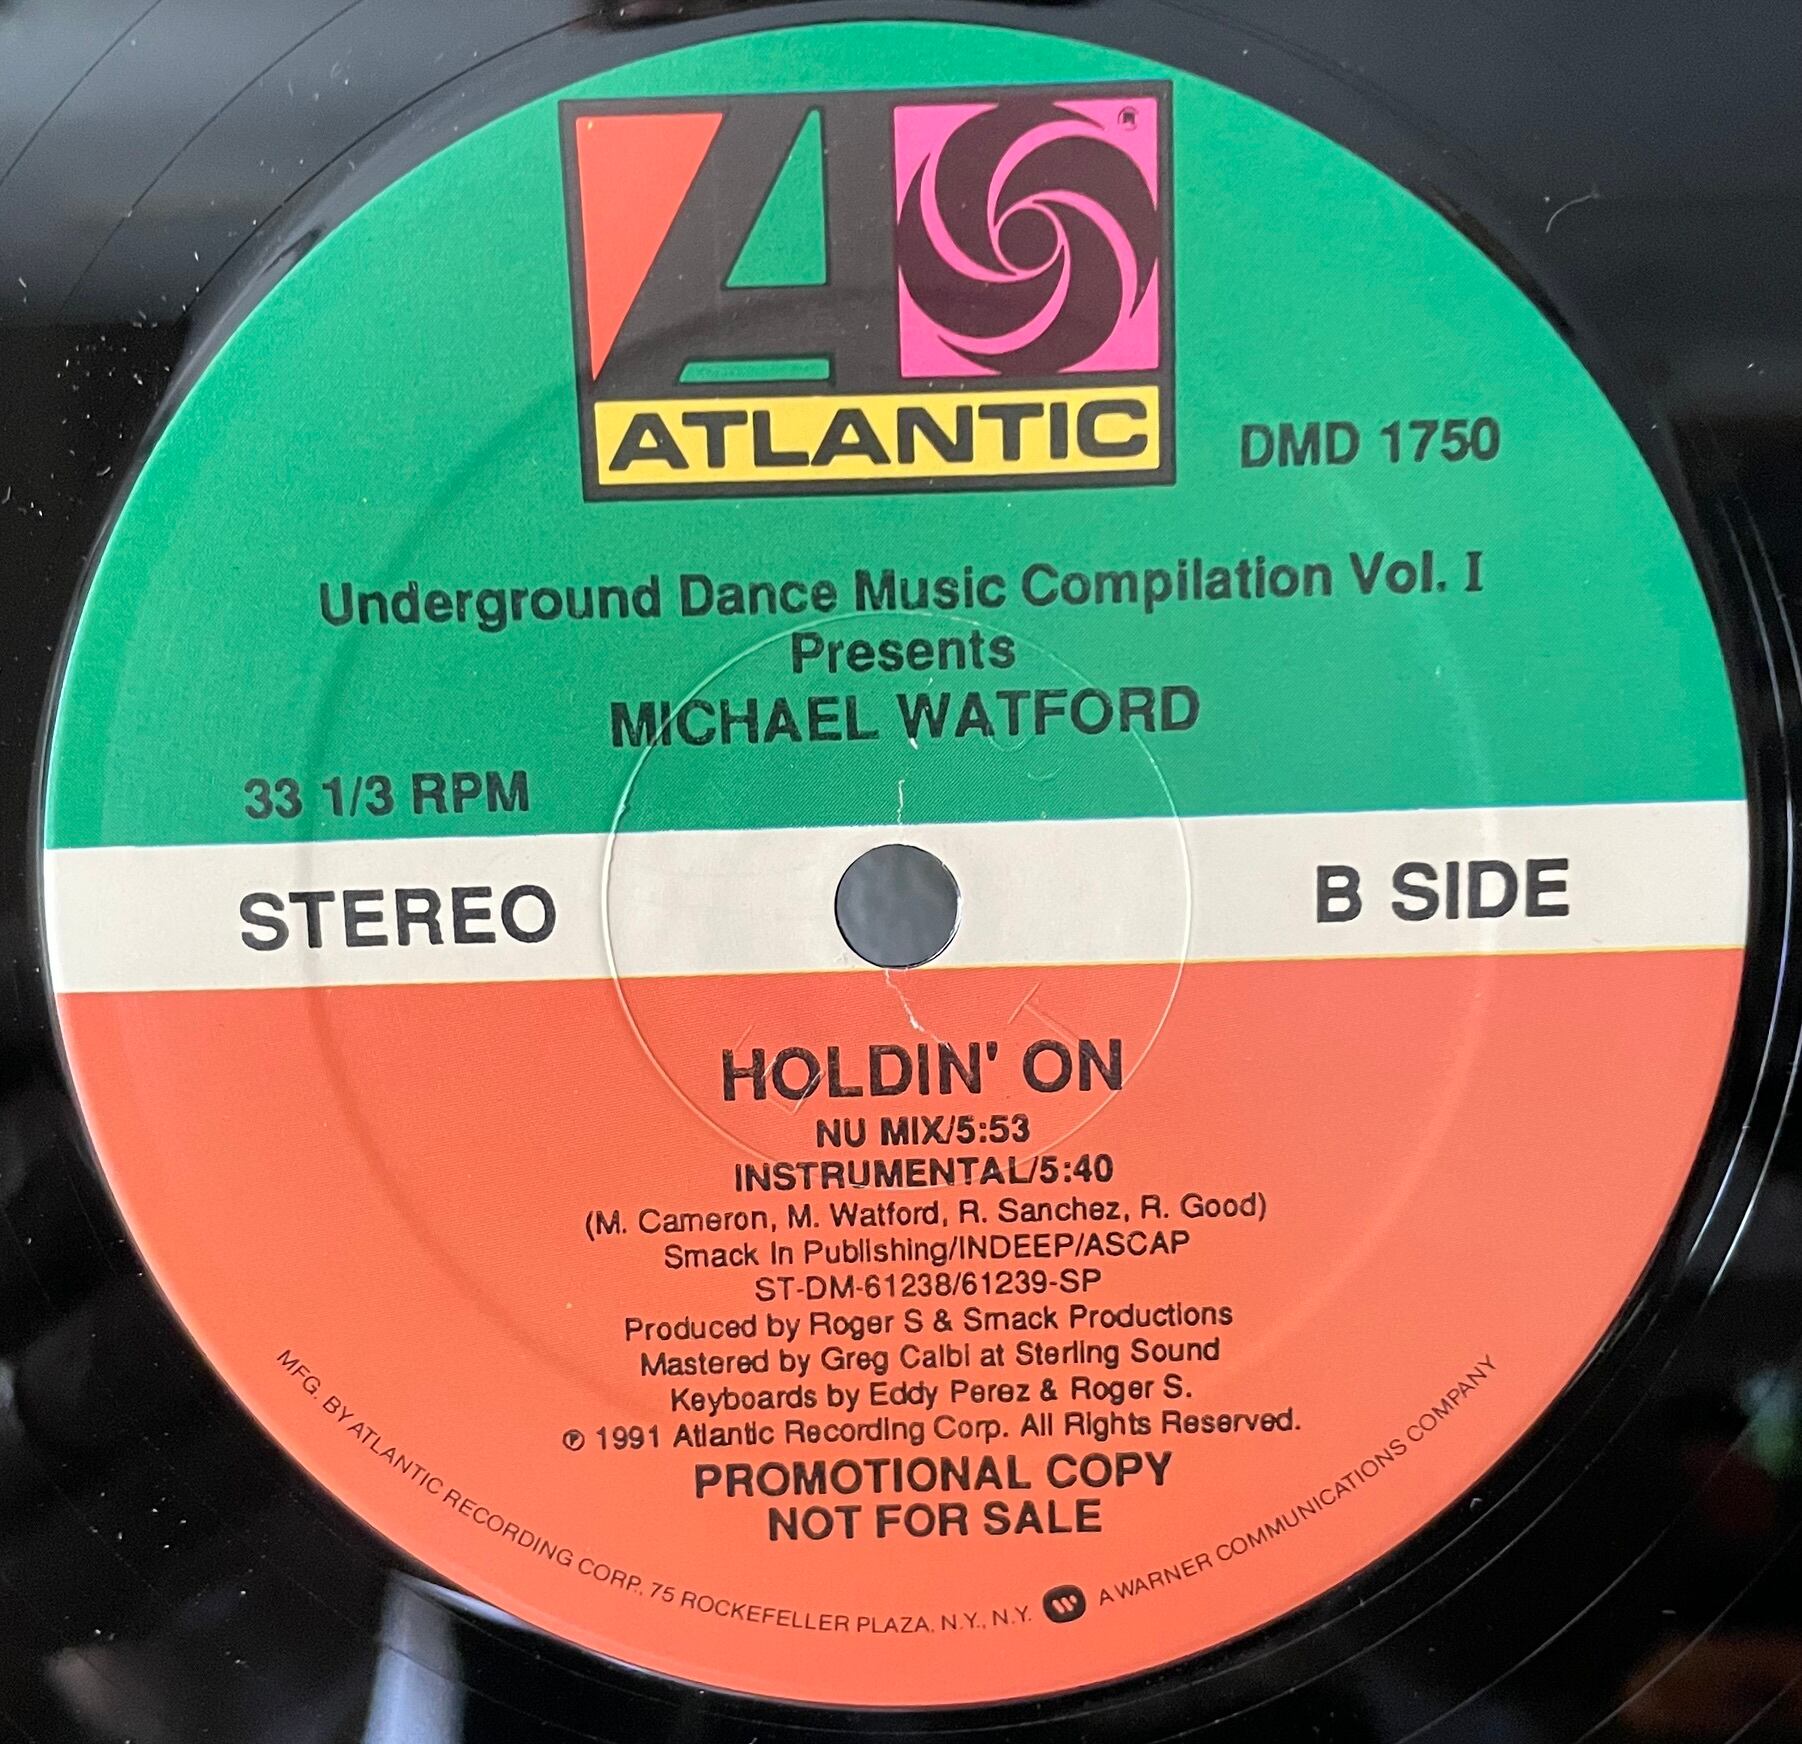 ATLANTIC
DMD 1750
Underground Dance Music Compilation Vol. I
Presents
MICHAEL WATFORD
33 1/3 RPM
STEREO
B SIDE
HOLDIN' ON
NU MIX/5:53
INSTRUMENTAL/5:40
(M. Cameron, M. Watford, R. Sanchez, R. Good)
Smack In Publishing/INDEEP/ASCAP
ST-DM-61238/61239-SP
Produced by Roger S & Smack Productions
Mastered by Greg Calbi at Sterling Sound
Keyboards by Eddy Perez & Roger S.
℗ 1991 Atlantic Recording Corp. All Rights Reserved.
PROMOTIONAL COPY
NOT FOR SALE
MFG. BY ATLANTIC RECORDING CORP., 75 ROCKEFELLER PLAZA, N.Y., N.Y. A WARNER COMMUNICATIONS COMPANY